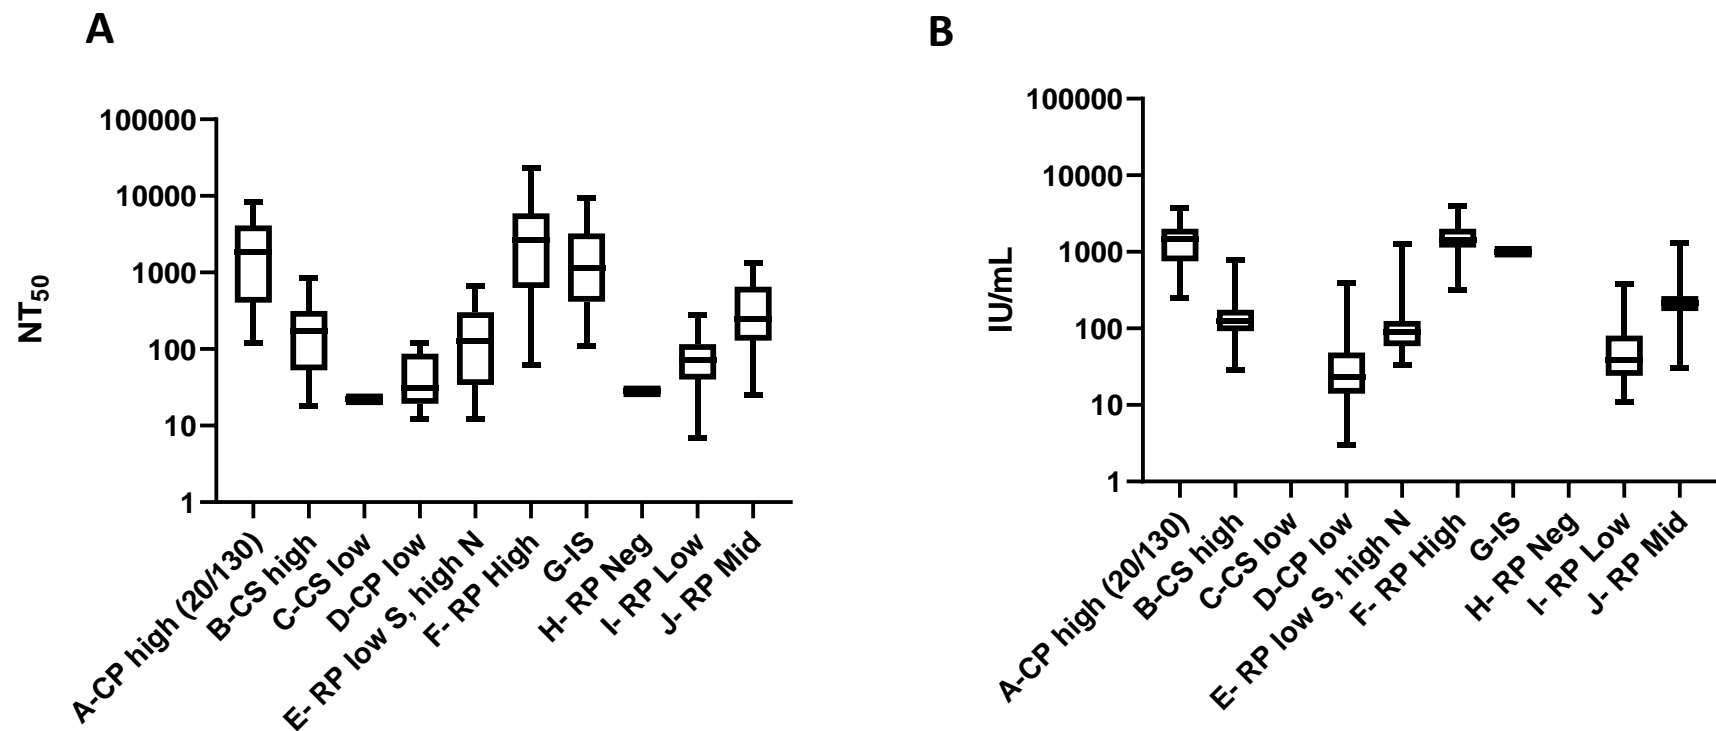 A
NT50
100000
10000
1000
100
10
1
A-CP high (20/130)
B-CS high
C-CS low
D-CP low
E- RP low S, high N
F- RP High
G-IS
H- RP Neg
I- RP Low
J- RP Mid
B
IU/mL
100000
10000
1000
100
10
1
A-CP high (20/130)
B-CS high
C-CS low
D-CP low
E- RP low S, high N
F- RP High
G-IS
H- RP Neg
I- RP Low
J- RP Mid